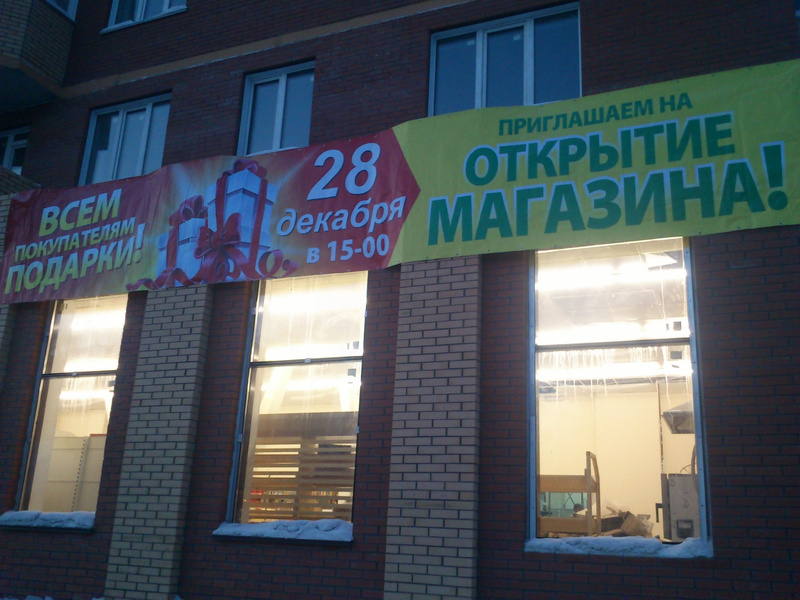 ВСЕМ
ПОКУПАТЕЛЯМ
ПОДАРКИ!
28
декабря
в 15-00
ПРИГЛАШАЕМ НА
ОТКРЫТИЕ
МАГАЗИНА!